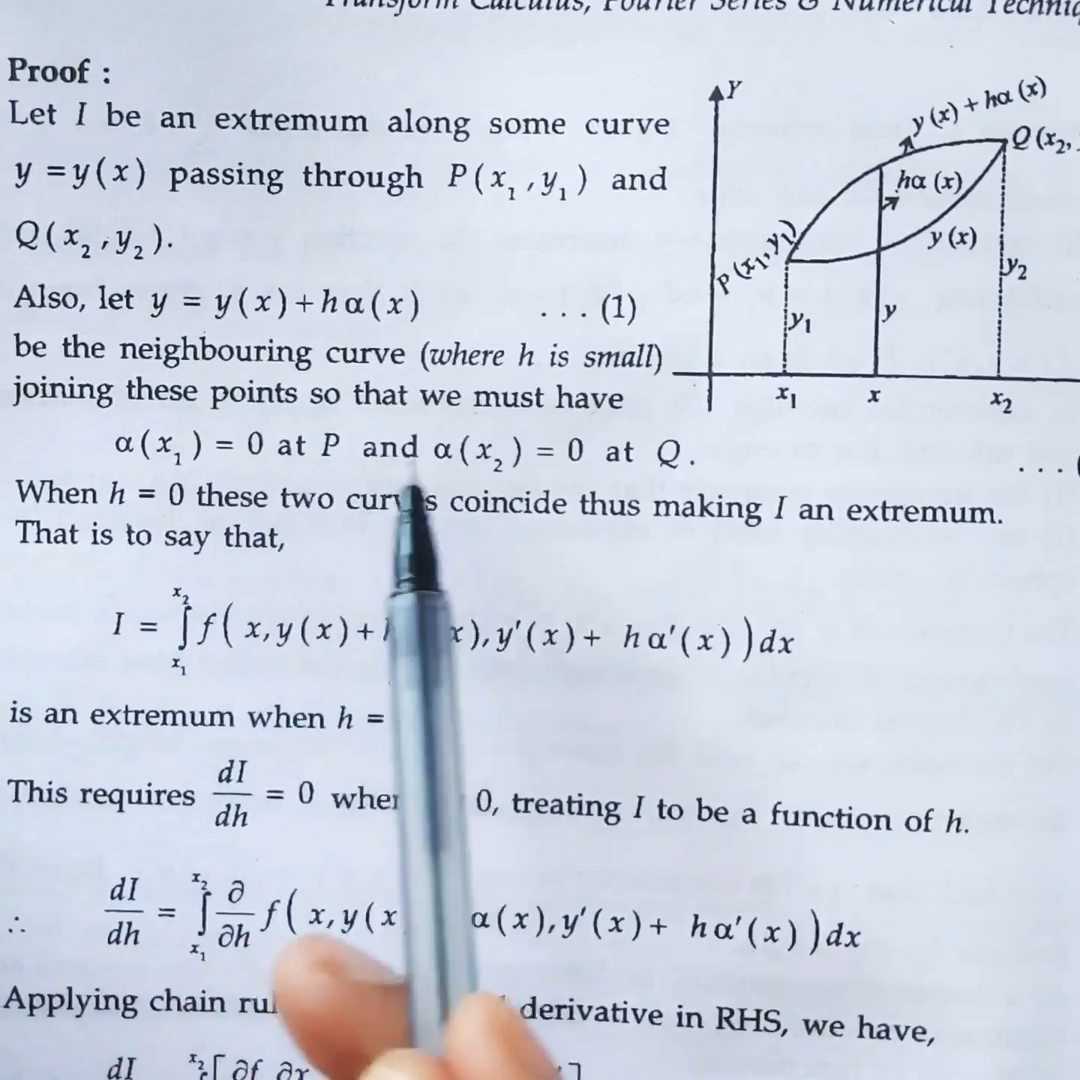 Transform Calculus, Fourier Series & Numerical
Proof :
Let I be an extremum along some curve
y = y(x) passing through P(x₁, y₁) and
Q(x₂, y₂).
Also, let y = y(x) + hα(x) ... (1)
be the neighbouring curve (where h is small)
joining these points so that we must have
α(x₁) = 0 at P and α(x₂) = 0 at Q. ...
When h = 0 these two curves coincide thus making I an extremum.
That is to say that,
I = ∫ₓ₁ˣ² f( x, y(x) + x), y′(x) + hα′(x) ) dx
is an extremum when h =
This requires dI/dh = 0 0, treating I to be a function of h.
∴ dI/dh = ∫ₓ₁ˣ² ∂/∂h f( x, y(x α(x), y′(x) + hα′(x) ) dx
Applying chain derivative in RHS, we have,
dI x₂ [ ∂f ∂x ]
Y
y(x) + hα(x)
Q(x₂,
hα(x)
y(x)
P(x₁, y₁)
y₁
y
y₂
x₁
x
x₂